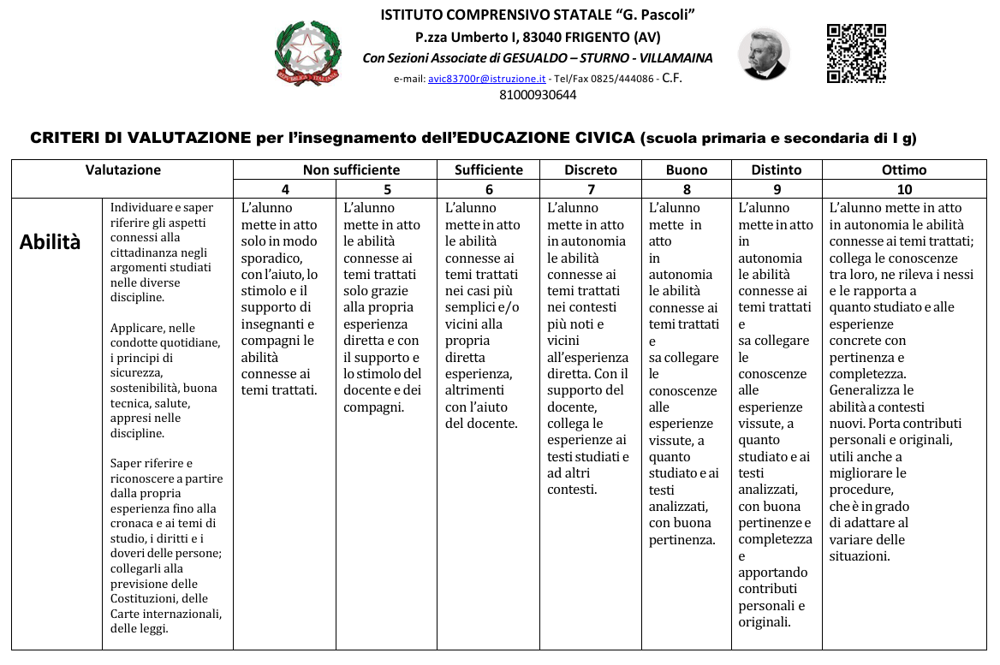 ISTITUTO COMPRENSIVO STATALE “G. Pascoli”
P.zza Umberto I, 83040 FRIGENTO (AV)
Con Sezioni Associate di GESUALDO – STURNO - VILLAMAINA
e-mail: avic83700r@istruzione.it - Tel/Fax 0825/444086 - C.F.
81000930644
REPUBBLICA ITALIANA
CRITERI DI VALUTAZIONE per l’insegnamento dell’EDUCAZIONE CIVICA (scuola primaria e secondaria di I g)
Valutazione
Non sufficiente
Sufficiente
Discreto
Buono
Distinto
Ottimo
4
5
6
7
8
9
10
Abilità
Individuare e saper
riferire gli aspetti
connessi alla
cittadinanza negli
argomenti studiati
nelle diverse
discipline.
Applicare, nelle
condotte quotidiane,
i principi di
sicurezza,
sostenibilità, buona
tecnica, salute,
appresi nelle
discipline.
Saper riferire e
riconoscere a partire
dalla propria
esperienza fino alla
cronaca e ai temi di
studio, i diritti e i
doveri delle persone;
collegarli alla
previsione delle
Costituzioni, delle
Carte internazionali,
delle leggi.
L’alunno
mette in atto
solo in modo
sporadico,
con l’aiuto, lo
stimolo e il
supporto di
insegnanti e
compagni le
abilità
connesse ai
temi trattati.
L’alunno
mette in atto
le abilità
connesse ai
temi trattati
solo grazie
alla propria
esperienza
diretta e con
il supporto e
lo stimolo del
docente e dei
compagni.
L’alunno
mette in atto
le abilità
connesse ai
temi trattati
nei casi più
semplici e/o
vicini alla
propria
diretta
esperienza,
altrimenti
con l’aiuto
del docente.
L’alunno
mette in atto
in autonomia
le abilità
connesse ai
temi trattati
nei contesti
più noti e
vicini
all’esperienza
diretta. Con il
supporto del
docente,
collega le
esperienze ai
testi studiati e
ad altri
contesti.
L’alunno
mette in
atto
in
autonomia
le abilità
connesse ai
temi trattati
e
sa collegare
le
conoscenze
alle
esperienze
vissute, a
quanto
studiato e ai
testi
analizzati,
con buona
pertinenza.
L’alunno
mette in atto
in
autonomia
le abilità
connesse ai
temi trattati
e
sa collegare
le
conoscenze
alle
esperienze
vissute, a
quanto
studiato e ai
testi
analizzati,
con buona
pertinenze e
completezza
e
apportando
contributi
personali e
originali.
L’alunno mette in atto
in autonomia le abilità
connesse ai temi trattati;
collega le conoscenze
tra loro, ne rileva i nessi
e le rapporta a
quanto studiato e alle
esperienze
concrete con
pertinenza e
completezza.
Generalizza le
abilità a contesti
nuovi. Porta contributi
personali e originali,
utili anche a
migliorare le
procedure,
che è in grado
di adattare al
variare delle
situazioni.